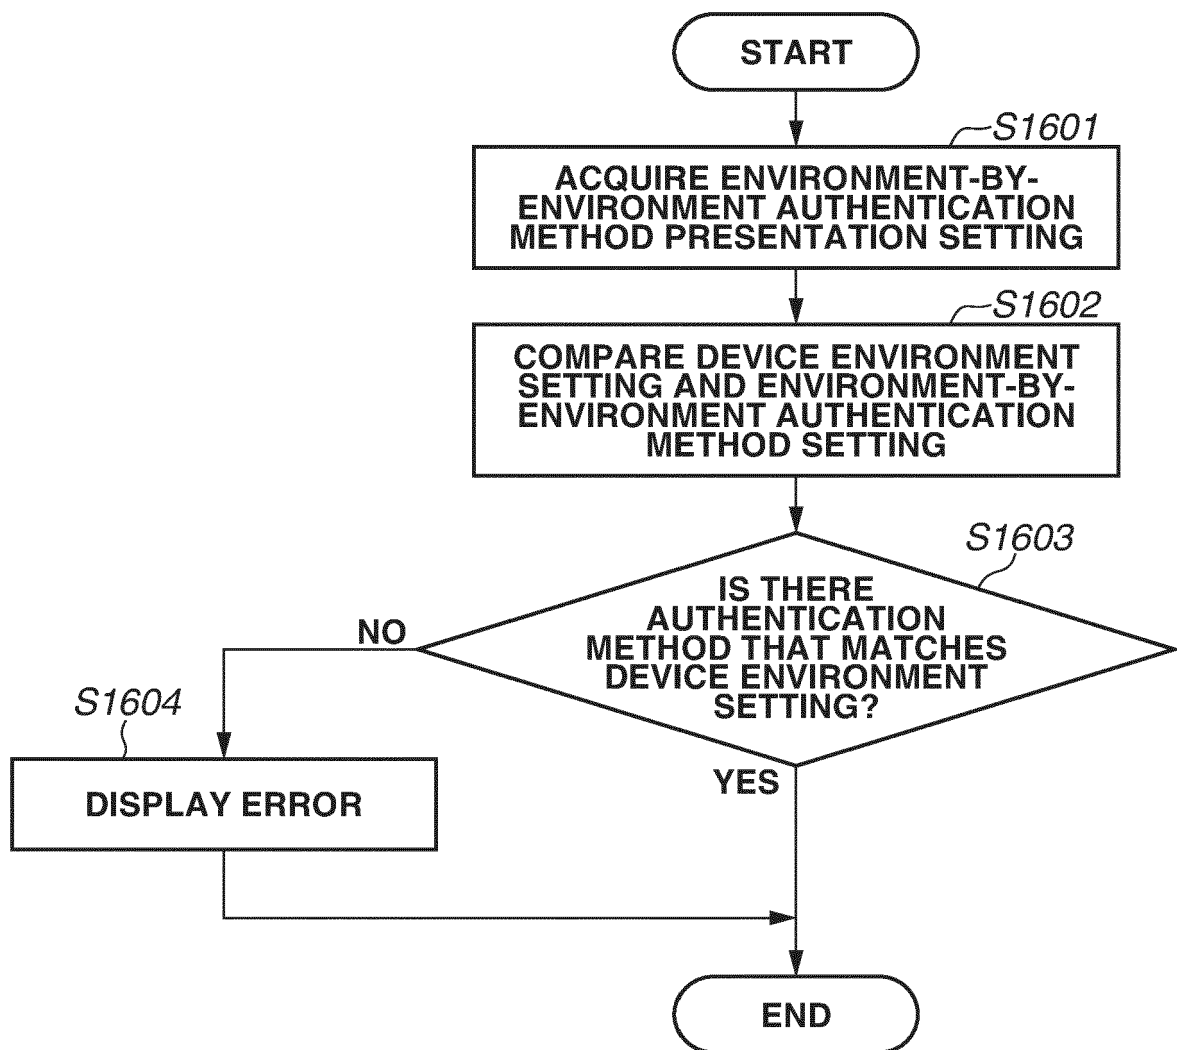 START
S1601
ACQUIRE ENVIRONMENT-BY-
ENVIRONMENT AUTHENTICATION
METHOD PRESENTATION SETTING
S1602
COMPARE DEVICE ENVIRONMENT
SETTING AND ENVIRONMENT-BY-
ENVIRONMENT AUTHENTICATION
METHOD SETTING
S1603
IS THERE
AUTHENTICATION
METHOD THAT MATCHES
DEVICE ENVIRONMENT
SETTING?
NO
S1604
DISPLAY ERROR
YES
END